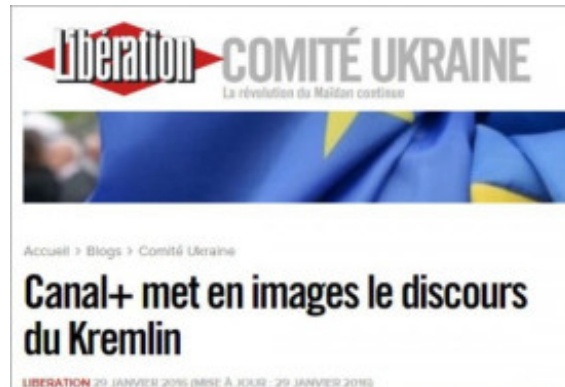 Libération COMITÉ UKRAINE
La révolution du Maïdan continue
Accueil > Blogs > Comité Ukraine
Canal+ met en images le discours
du Kremlin
LIBERATION 29 JANVIER 2016 (MISE À JOUR : 29 JANVIER 2016)